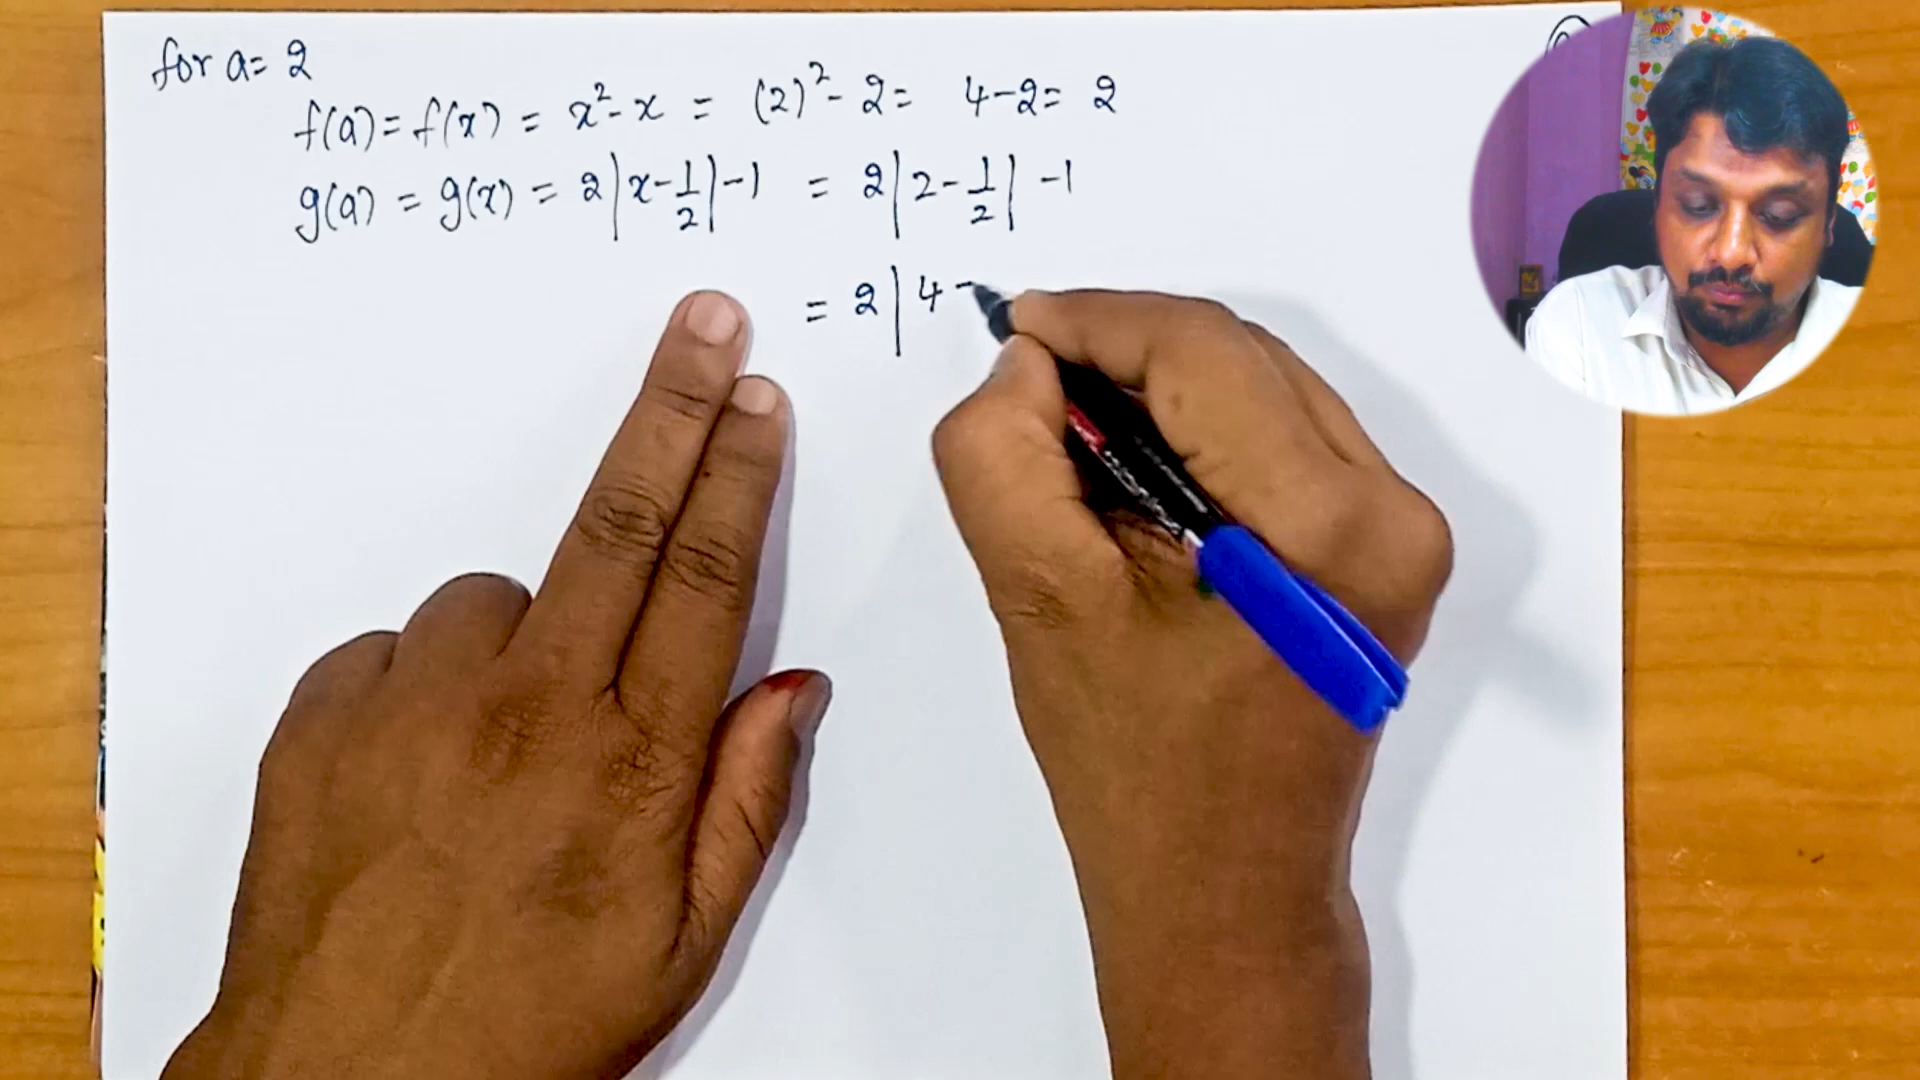 for a = 2
f(a) = f(x) = x² - x = (2)² - 2 = 4 - 2 = 2
g(a) = g(x) = 2|x - 1/2| - 1 = 2|2 - 1/2| - 1
= 2|4 -